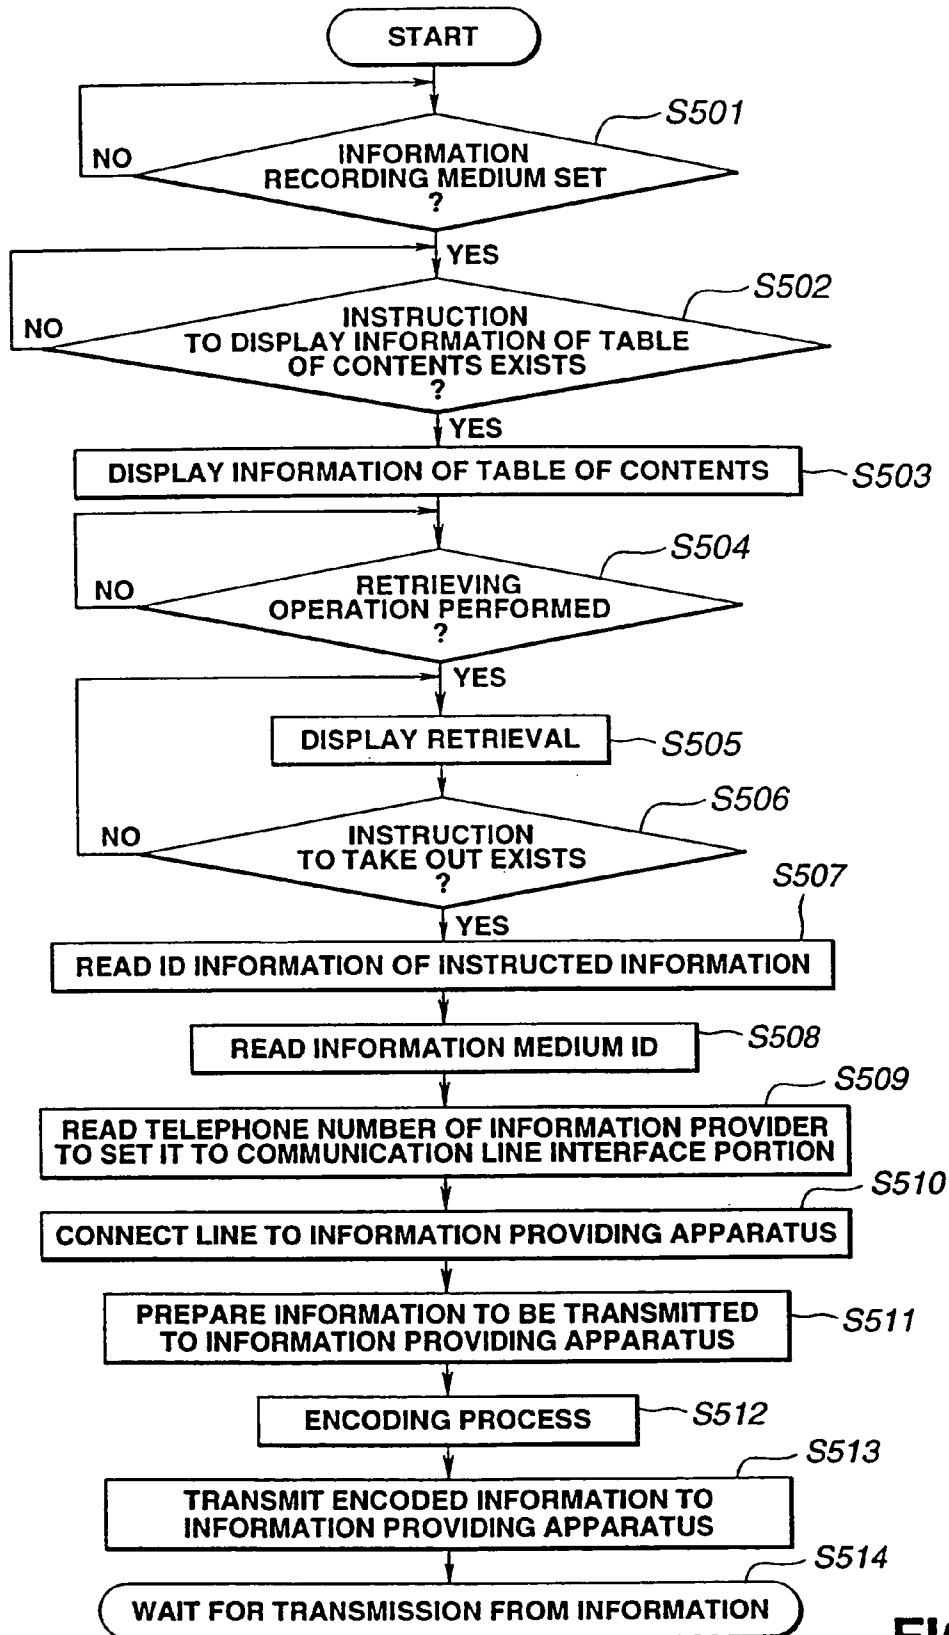 START
S501
NO
INFORMATION
RECORDING MEDIUM SET
?
YES
S502
NO
INSTRUCTION
TO DISPLAY INFORMATION OF TABLE
OF CONTENTS EXISTS
?
YES
DISPLAY INFORMATION OF TABLE OF CONTENTS
S503
S504
NO
RETRIEVING
OPERATION PERFORMED
?
YES
DISPLAY RETRIEVAL
S505
S506
NO
INSTRUCTION
TO TAKE OUT EXISTS
?
S507
YES
READ ID INFORMATION OF INSTRUCTED INFORMATION
READ INFORMATION MEDIUM ID
S508
S509
READ TELEPHONE NUMBER OF INFORMATION PROVIDER
TO SET IT TO COMMUNICATION LINE INTERFACE PORTION
S510
CONNECT LINE TO INFORMATION PROVIDING APPARATUS
PREPARE INFORMATION TO BE TRANSMITTED
TO INFORMATION PROVIDING APPARATUS
S511
ENCODING PROCESS
S512
S513
TRANSMIT ENCODED INFORMATION TO
INFORMATION PROVIDING APPARATUS
S514
WAIT FOR TRANSMISSION FROM INFORMATION